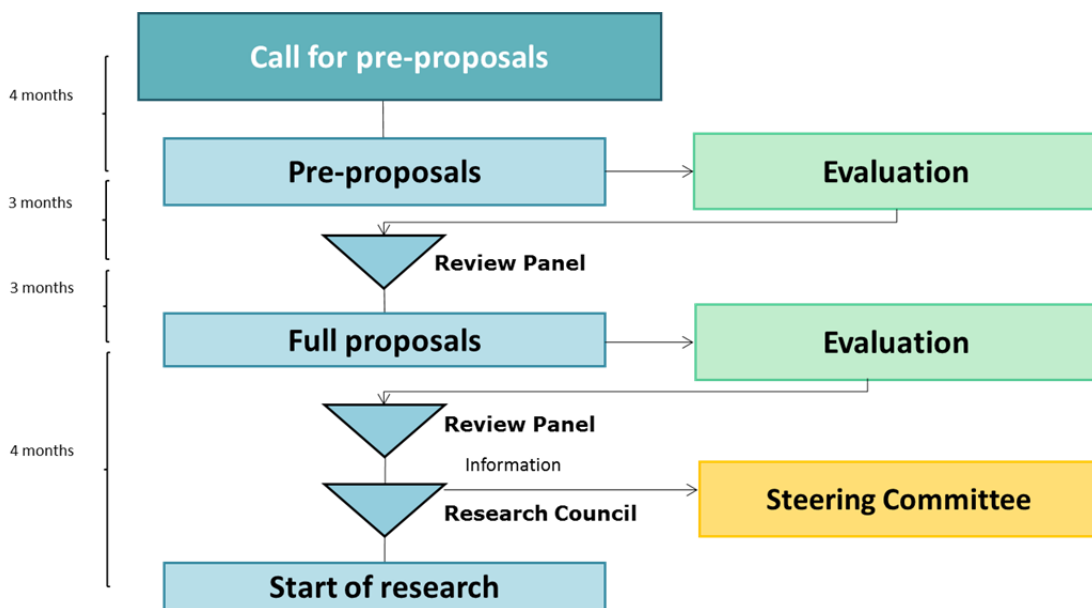 Call for pre-proposals
4 months
Pre-proposals
Evaluation
3 months
Review Panel
3 months
Full proposals
Evaluation
Review Panel
4 months
Information
Research Council
Steering Committee
Start of research